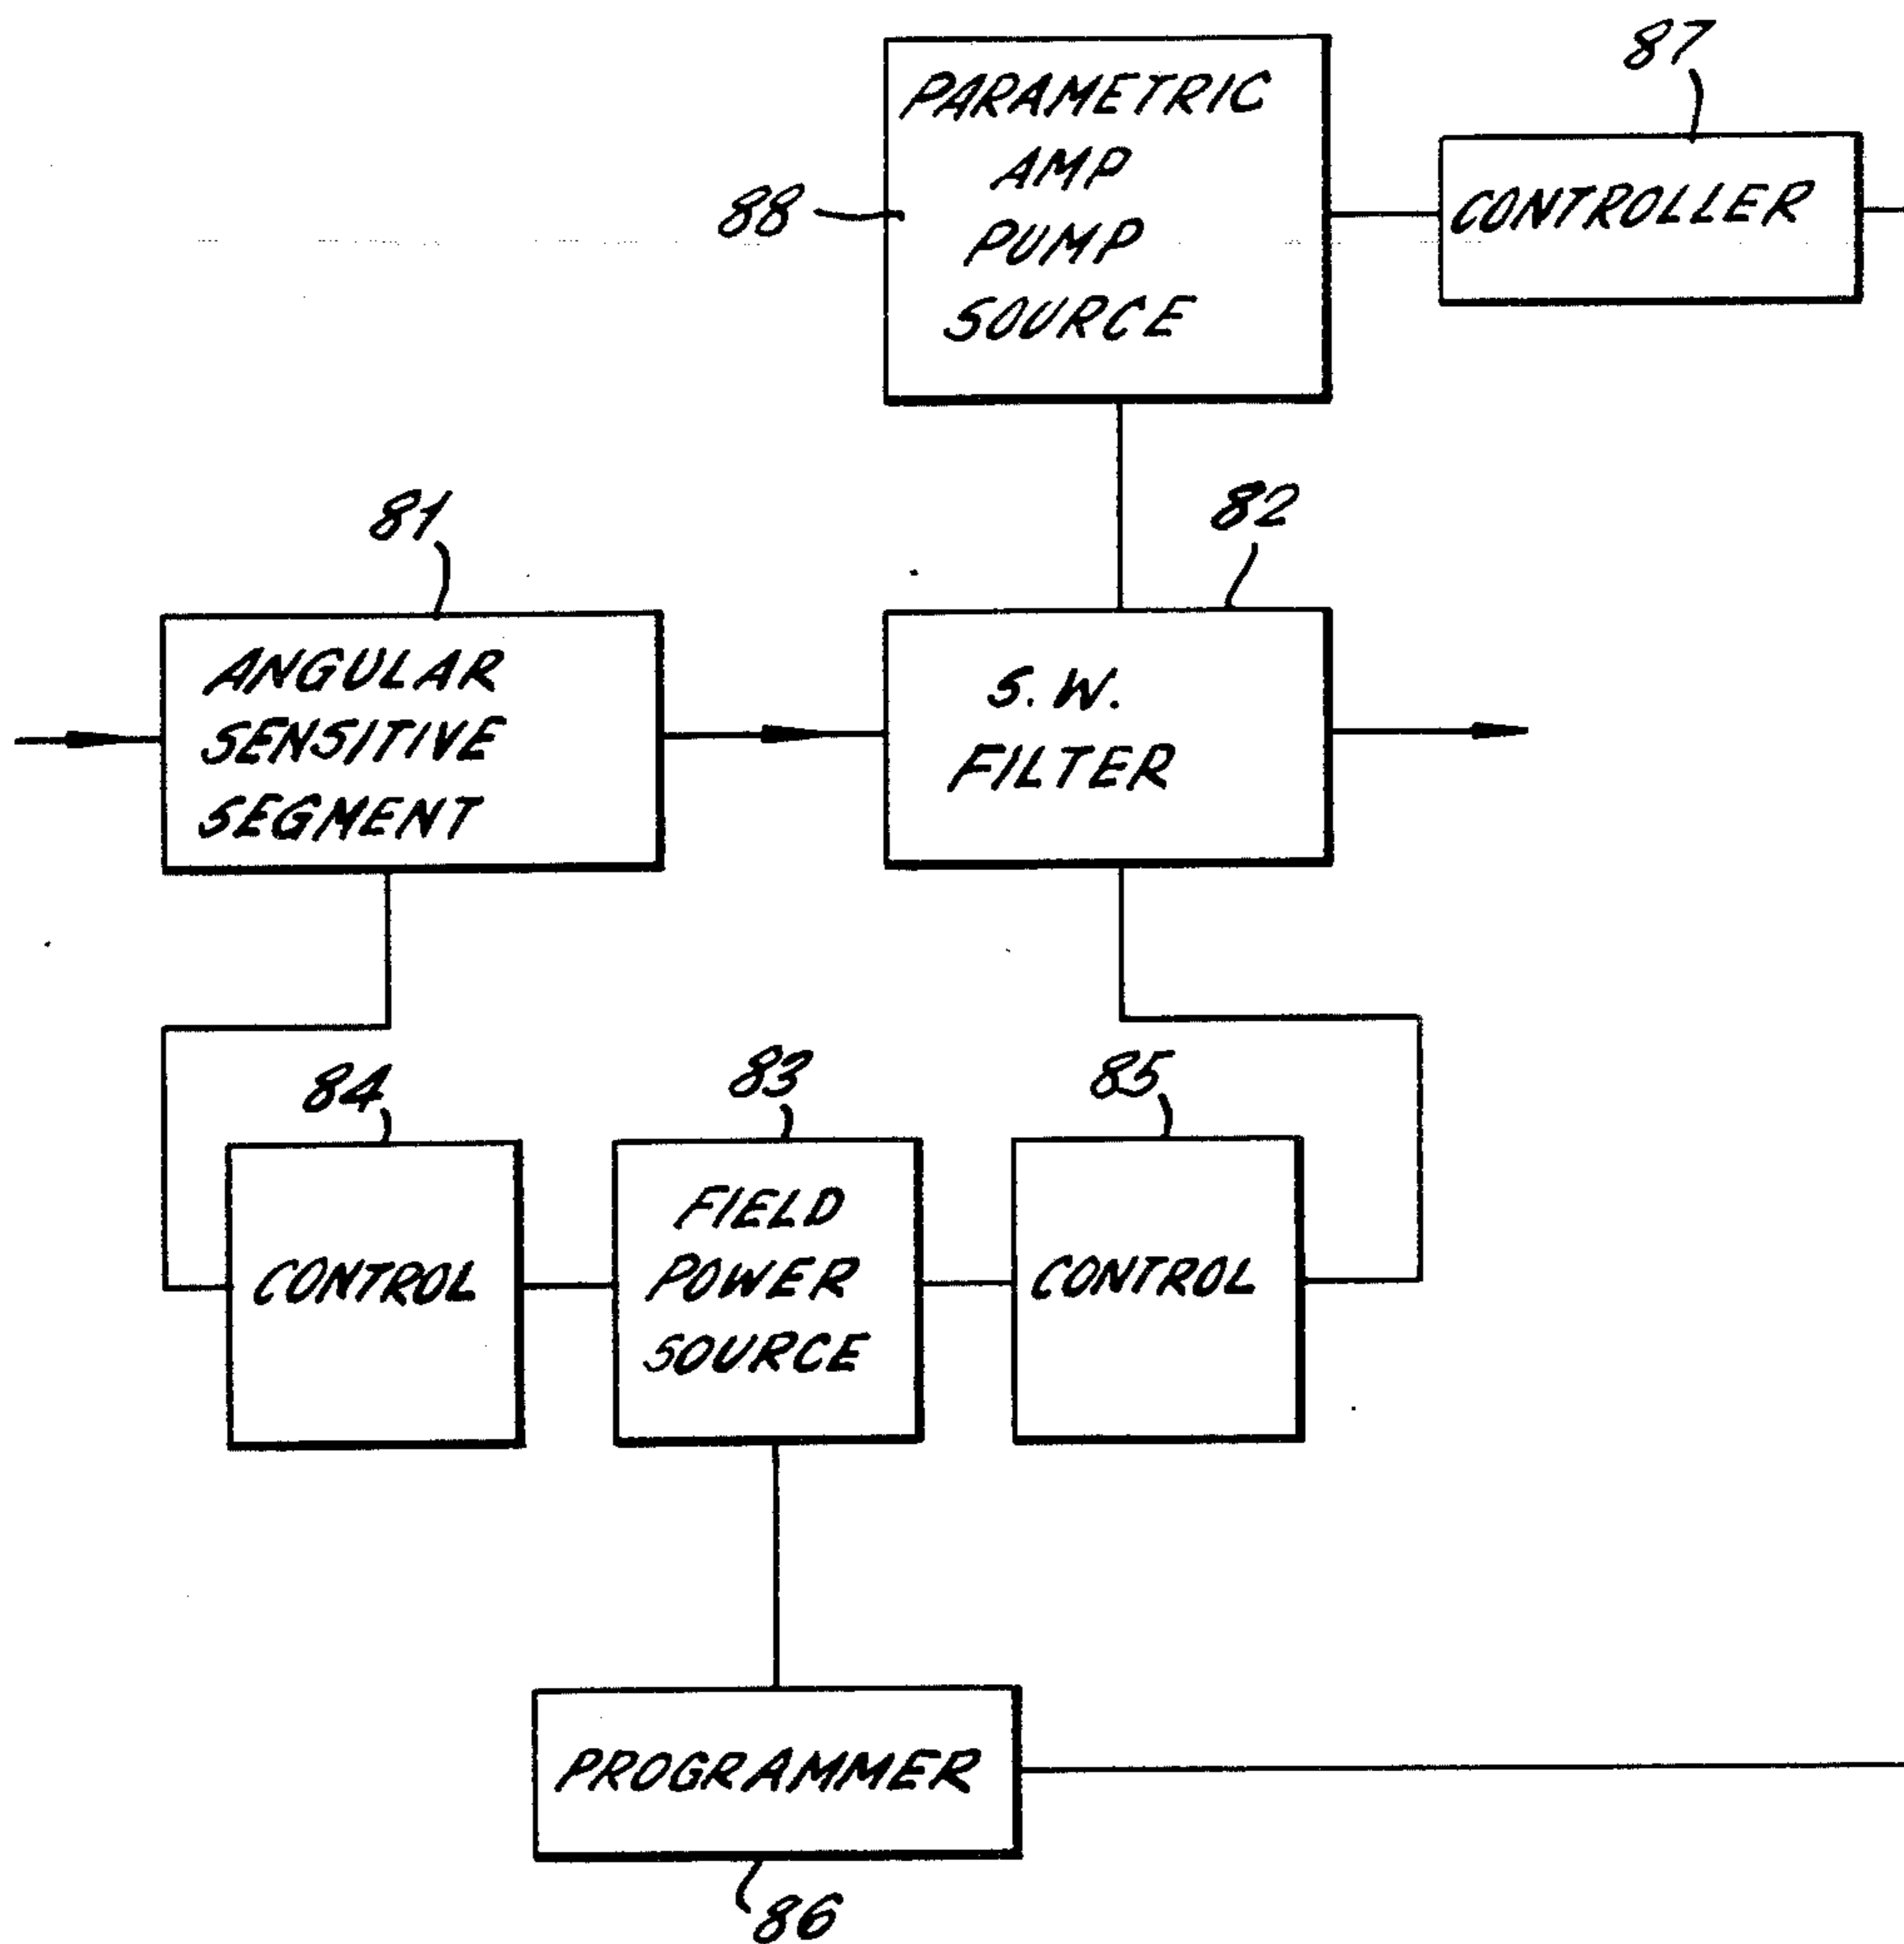 87
PARAMETRIC
AMP
PUMP
SOURCE
88
CONTROLLER
81
82
ANGULAR
SENSITIVE
SEGMENT
S. W.
FILTER
84
83
85
CONTROL
FIELD
POWER
SOURCE
CONTROL
PROGRAMMER
86